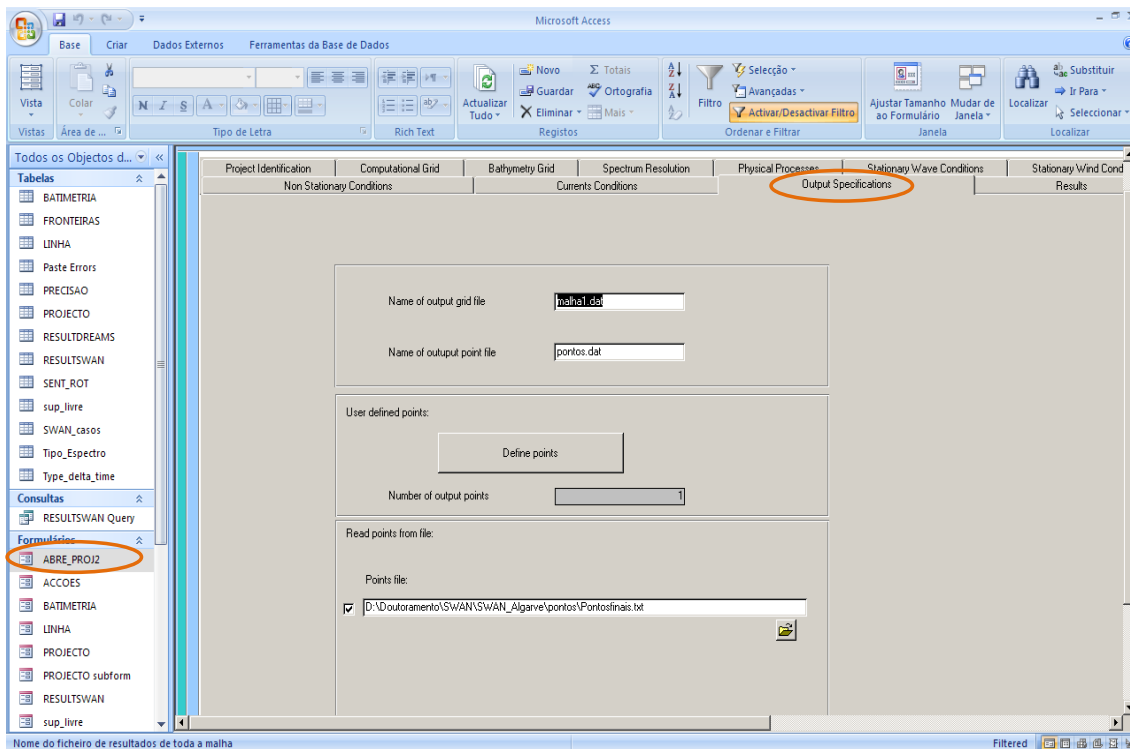 Microsoft Access
Base Criar Dados Externos Ferramentas da Base de Dados
Vista
Colar
N I S
A
ab
Actualizar Tudo
Novo
Guardar
Eliminar
Σ Totais
Ortografia
Mais
Filtro
Selecção
Avançadas
Activar/Desactivar Filtro
Ajustar Tamanho ao Formulário
Mudar de Janela
Localizar
Substituir
Ir Para
Seleccionar
Vistas Área de ... Tipo de Letra Rich Text Registos Ordenar e Filtrar Janela Localizar
Todos os Objectos d... «
Tabelas
BATIMETRIA
FRONTEIRAS
LINHA
Paste Errors
PRECISAO
PROJECTO
RESULTDREAMS
RESULTSWAN
SENT_ROT
sup_livre
SWAN_casos
Tipo_Espectro
Type_delta_time
Consultas
RESULTSWAN Query
Formulários
ABRE_PROJ2
ACCOES
BATIMETRIA
LINHA
PROJECTO
PROJECTO subform
RESULTSWAN
sup_livre
Project Identification Computational Grid Bathymetry Grid Spectrum Resolution Physical Processes Stationary Wave Conditions Stationary Wind Cond
Non Stationary Conditions Currents Conditions Output Specifications Results
Name of output grid file malha1.dat
Name of outuput point file pontos.dat
User defined points:
Define points
Number of output points 1
Read points from file:
Points file:
D:\Doutoramento\SWAN\SWAN_Algarve\pontos\Pontosfinais.txt
Nome do ficheiro de resultados de toda a malha Filtered